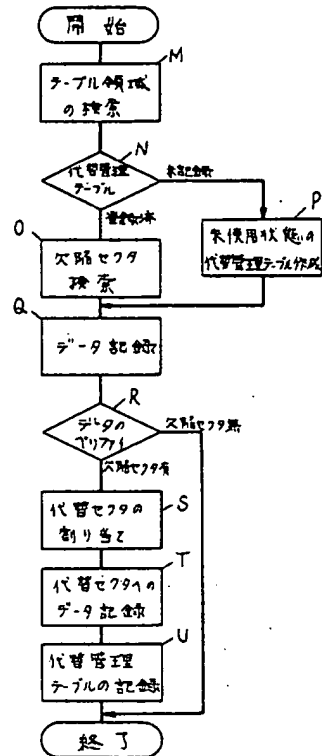 開始
M
テーブル領域
の検索
N
代替管理
テーブル
未記録
P
未使用状態の
代替管理テーブル作成
O
欠陥セクタ
検索
Q
データ記録
R
データの
ベリファイ
欠陥セクタ無
欠陥セクタ有
S
代替セクタの
割り当て
T
代替セクタへの
データ記録
U
代替管理
テーブルの記録
終了